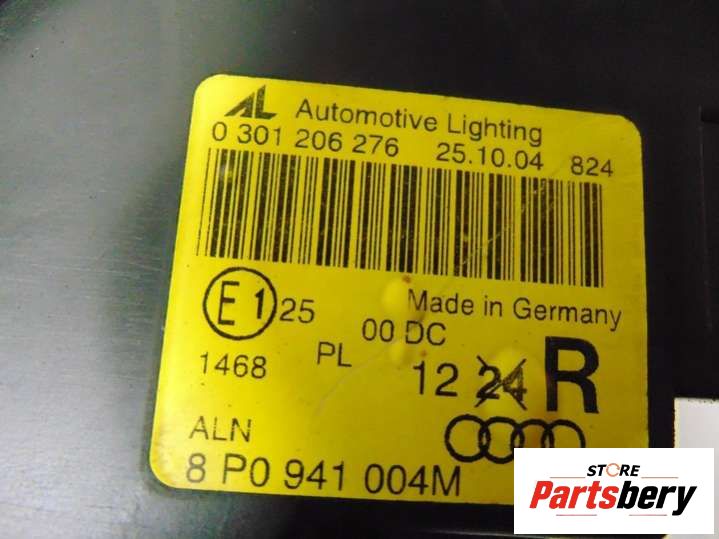 AL Automotive Lighting
0 301 206 276 25.10.04 824
E1 25 Made in Germany
00 DC
1468 PL 12 24 R
ALN
8 P0 941 004M
STORE
Partsbery